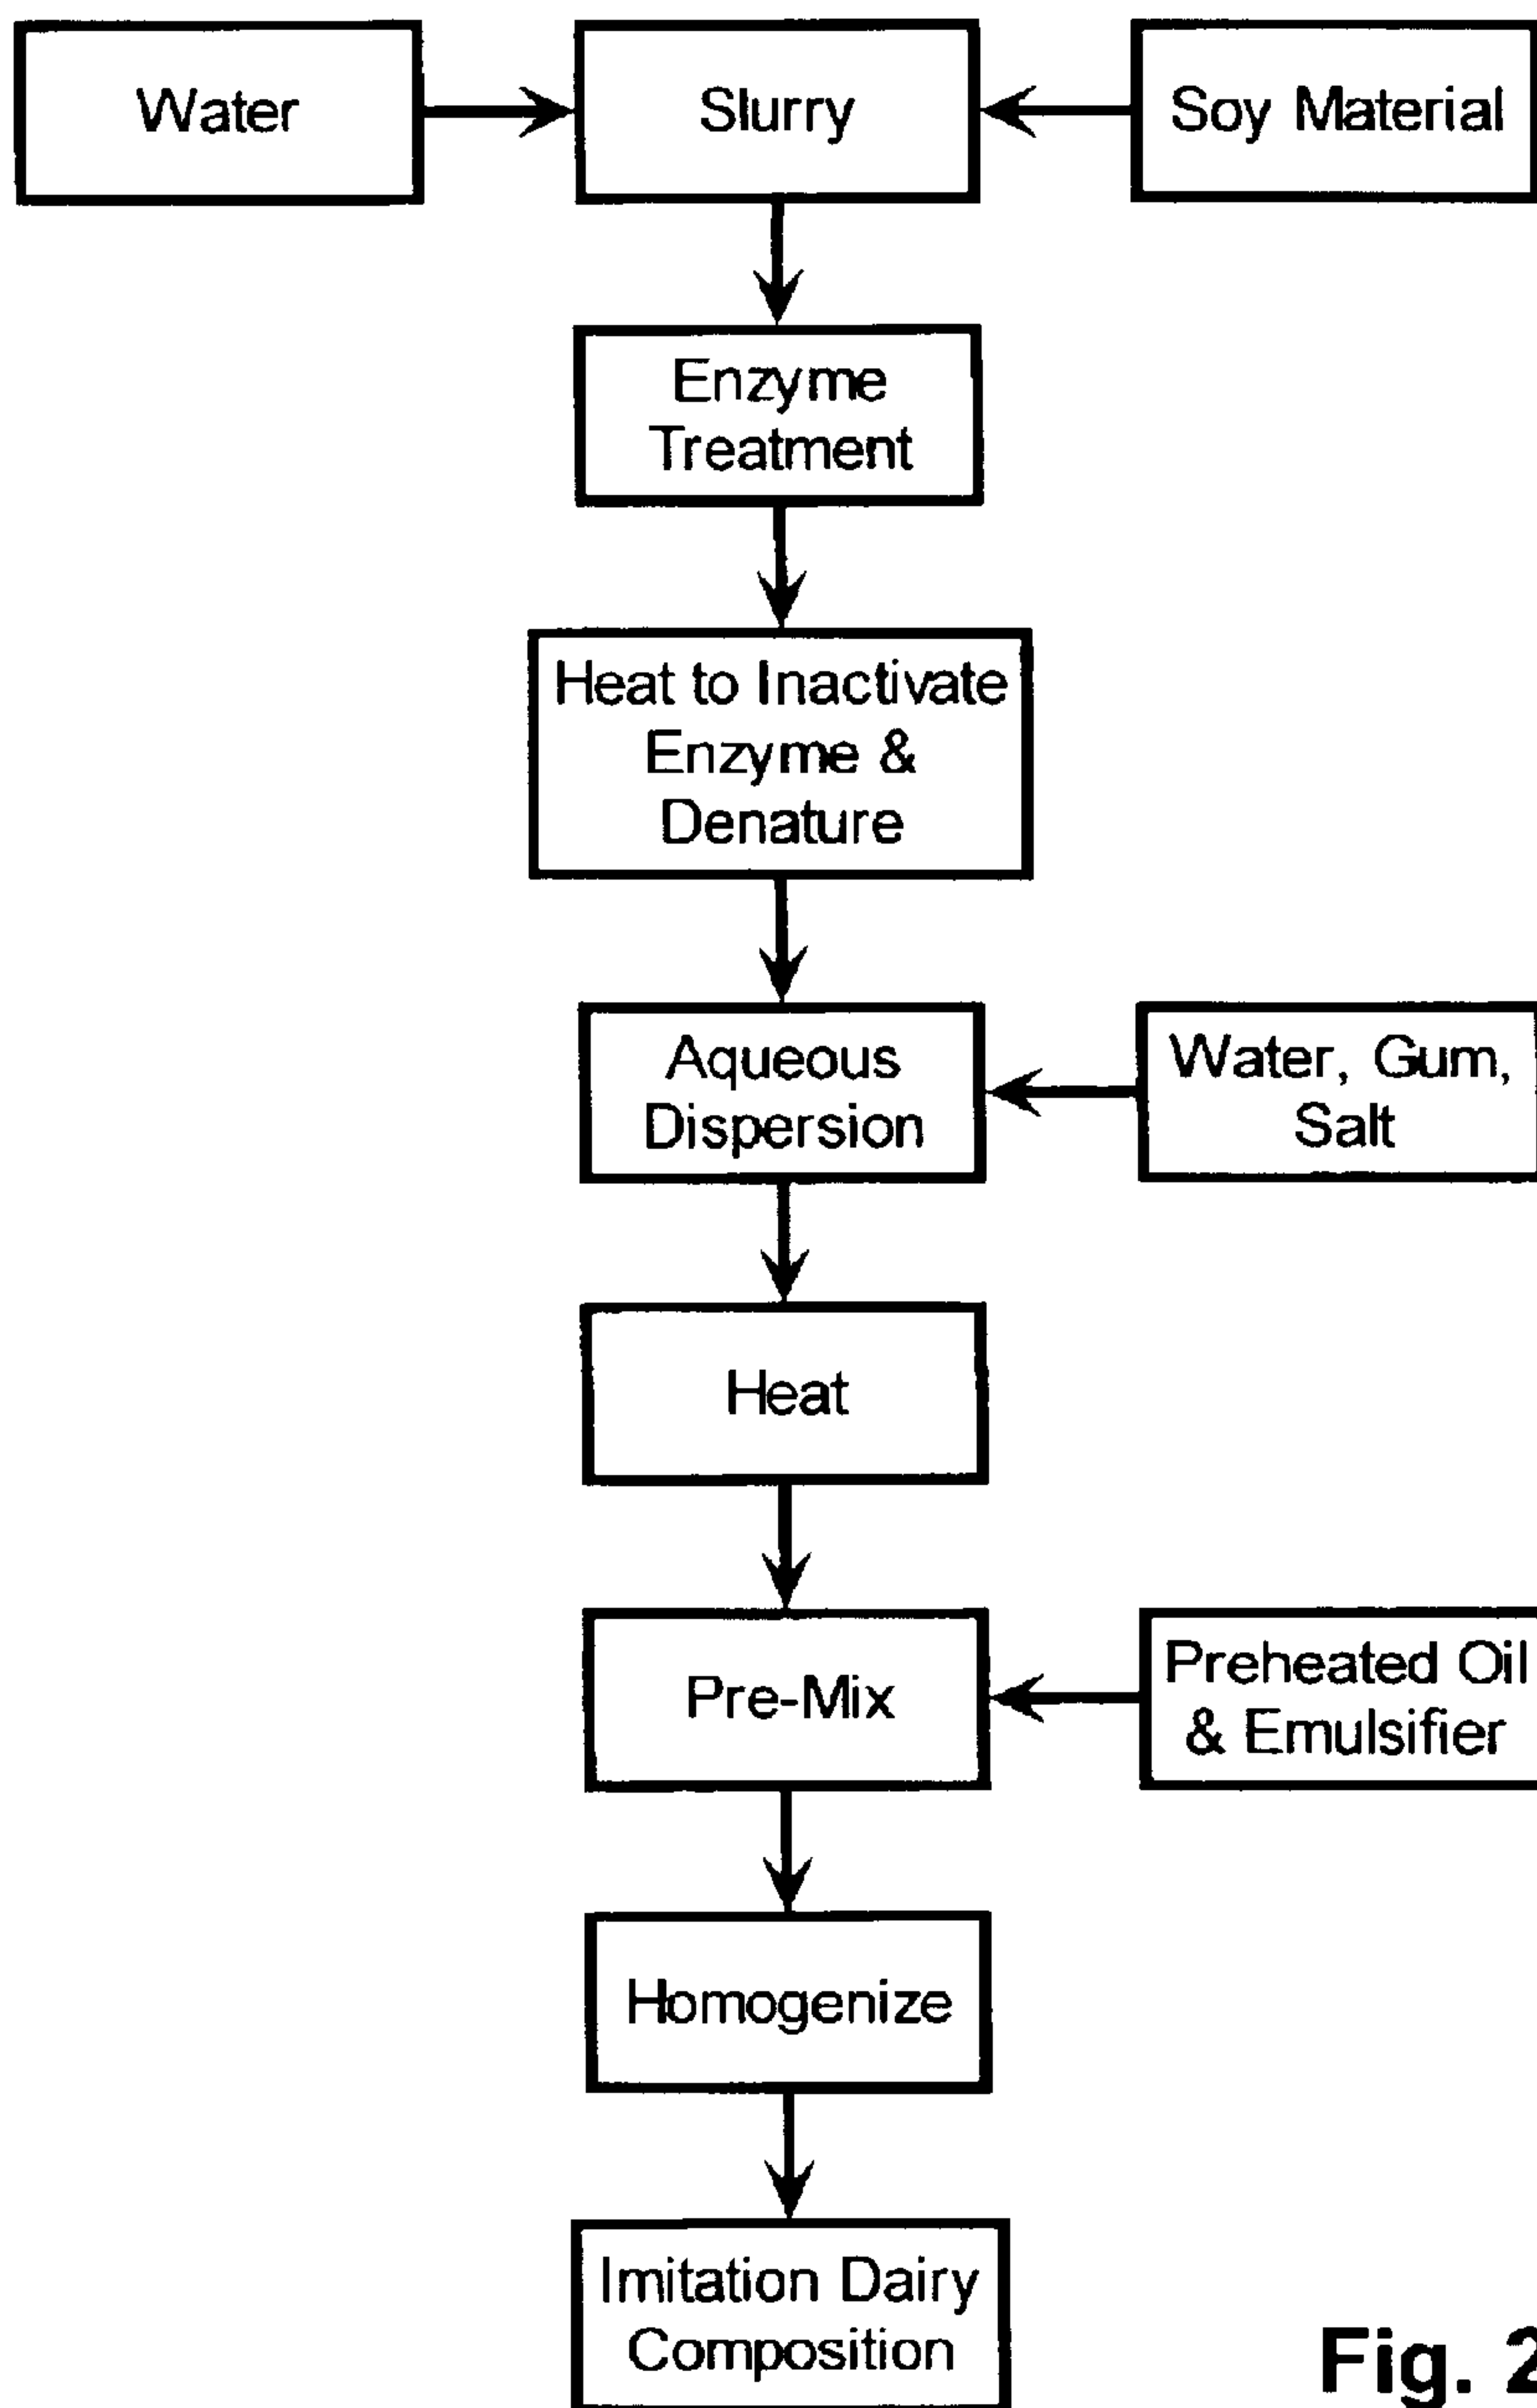 Water
Slurry
Soy Material
Enzyme
Treatment
Heat to Inactivate
Enzyme &
Denature
Aqueous
Dispersion
Water, Gum,
Salt
Heat
Pre-Mix
Preheated Oil
& Emulsifier
Homogenize
Imitation Dairy
Composition
Fig. 2